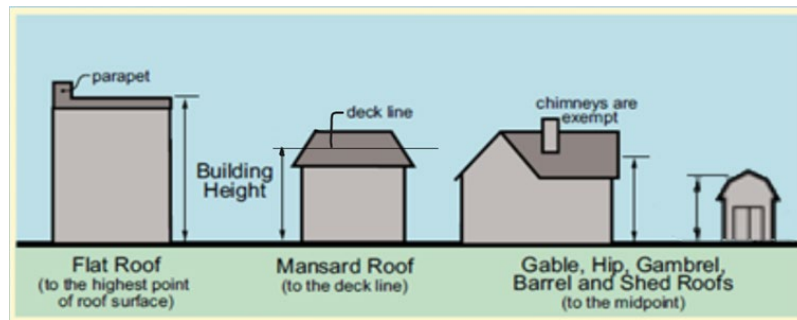 parapet
deck line
chimneys are
exempt
Building
Height
Flat Roof
(to the highest point
of roof surface)
Mansard Roof
(to the deck line)
Gable, Hip, Gambrel,
Barrel and Shed Roofs
(to the midpoint)